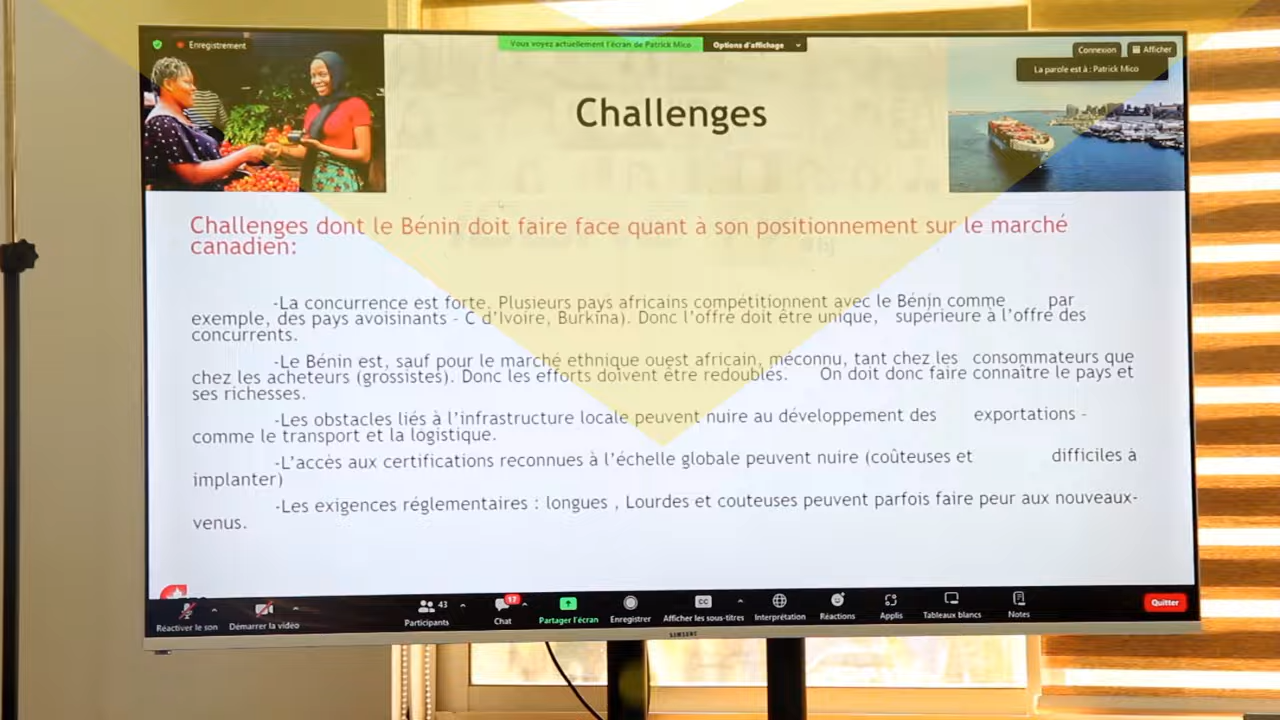 Enregistrement
Vous voyez actuellement l'écran de Patrick Mico
Options d'affichage
Connexion
Afficher
La parole est à : Patrick Mico
Challenges
Challenges dont le Bénin doit faire face quant à son positionnement sur le marché
canadien:
-La concurrence est forte. Plusieurs pays africains compétitionnent avec le Bénin comme par
exemple, des pays avoisinants - C d'Ivoire, Burkina). Donc l'offre doit être unique, supérieure à l'offre des
concurrents.
-Le Bénin est, sauf pour le marché ethnique ouest africain, méconnu, tant chez les consommateurs que
chez les acheteurs (grossistes). Donc les efforts doivent être redoublés. On doit donc faire connaître le pays et
ses richesses.
-Les obstacles liés à l'infrastructure locale peuvent nuire au développement des exportations -
comme le transport et la logistique.
-L'accès aux certifications reconnues à l'échelle globale peuvent nuire (coûteuses et difficiles à
implanter)
-Les exigences réglementaires : longues , Lourdes et couteuses peuvent parfois faire peur aux nouveaux-
venus.
Réactiver le son
Démarrer la vidéo
43
Participants
17
Chat
Partager l'écran
Enregistrer
CC
Afficher les sous-titres
Interprétation
Réactions
Applis
Tableaux blancs
Notes
Quitter
SAMSUNG